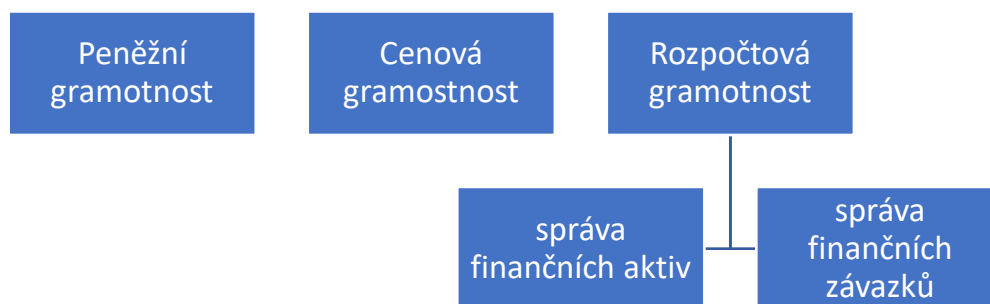 Peněžní
gramotnost
Cenová
gramostnost
Rozpočtová
gramotnost
správa
finančních aktiv
správa
finančních
závazků